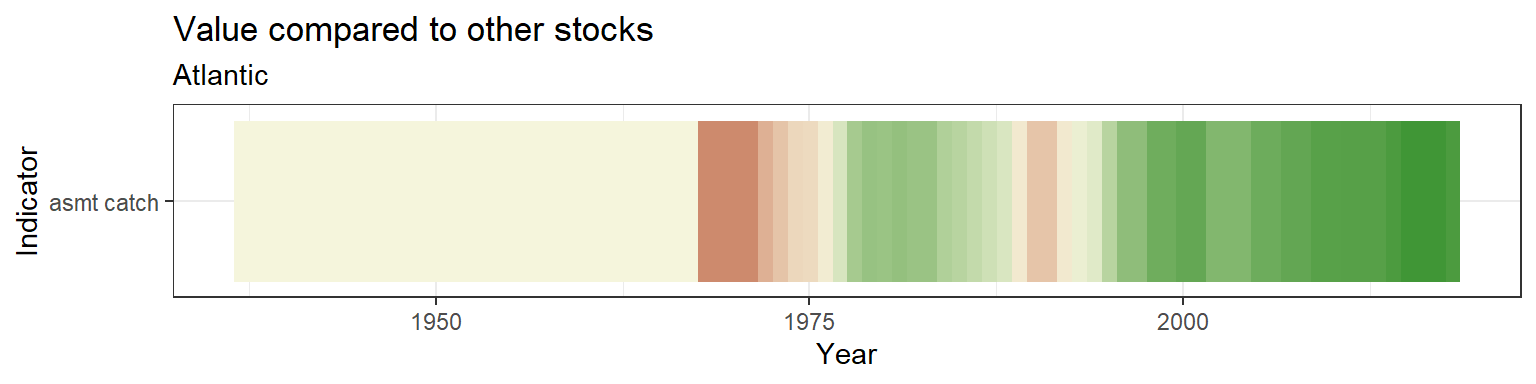 Value compared to other stocks
Atlantic
Indicator
asmt catch
1950 1975 2000
Year